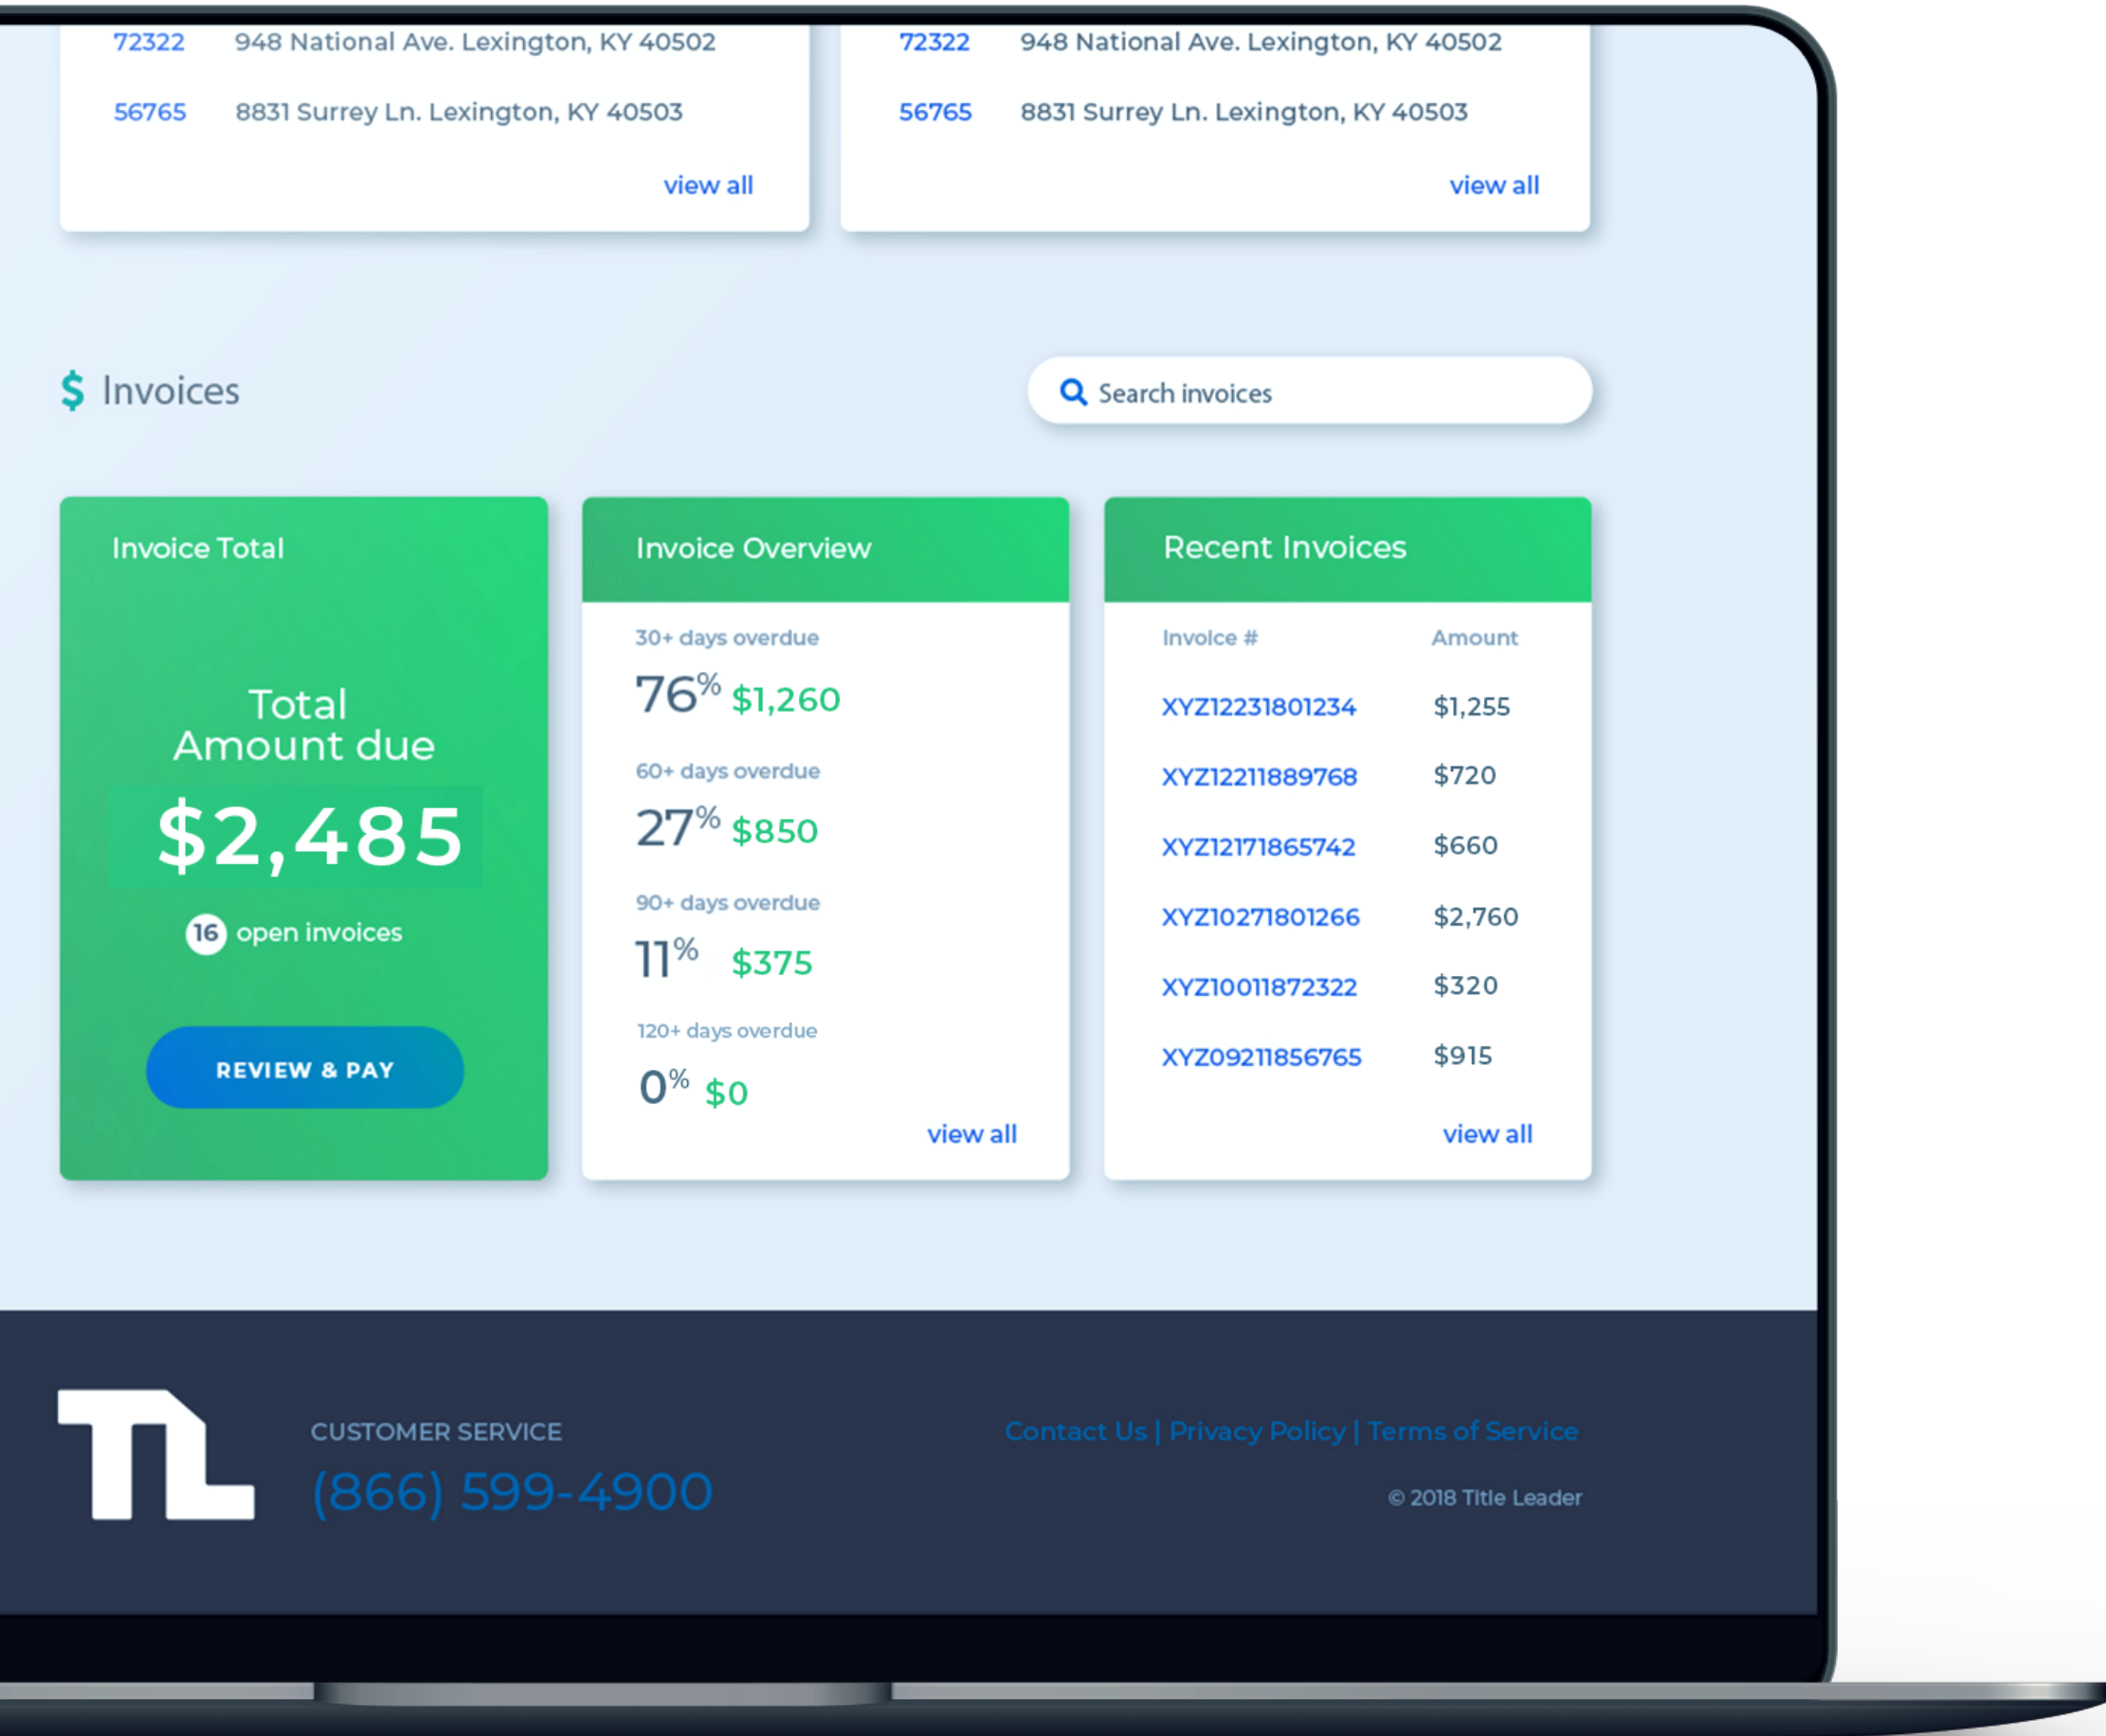 72322 948 National Ave. Lexington, KY 40502
56765 8831 Surrey Ln. Lexington, KY 40503
view all
72322 948 National Ave. Lexington, KY 40502
56765 8831 Surrey Ln. Lexington, KY 40503
view all
$ Invoices
Search invoices
Invoice Total
Total
Amount due
$2,485
16 open invoices
REVIEW & PAY
Invoice Overview
30+ days overdue
76% $1,260
60+ days overdue
27% $850
90+ days overdue
11% $375
120+ days overdue
0% $0
view all
Recent Invoices
Involce # Amount
XYZ12231801234 $1,255
XYZ12211889768 $720
XYZ12171865742 $660
XYZ10271801266 $2,760
XYZ10011872322 $320
XYZ09211856765 $915
view all
TL
CUSTOMER SERVICE
(866) 599-4900
Contact Us | Privacy Policy | Terms of Service
© 2018 Title Leader